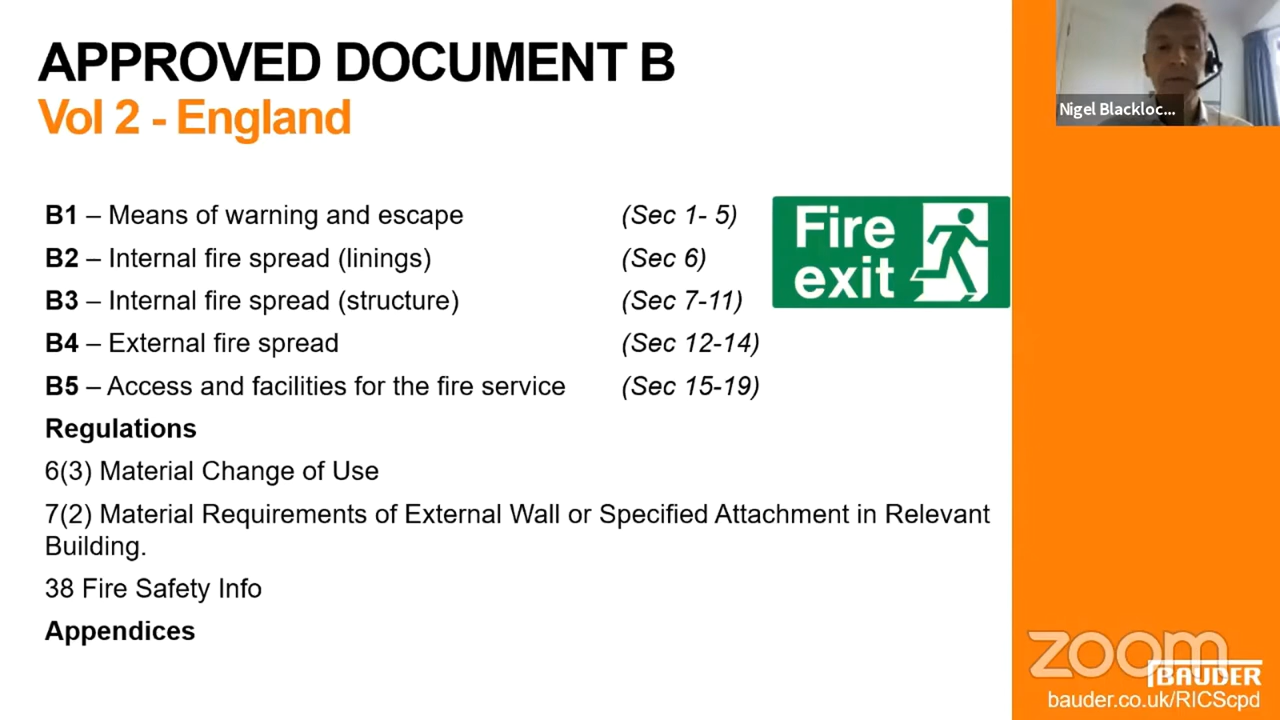 APPROVED DOCUMENT B
Vol 2 - England
Nigel Blackloc...
B1 – Means of warning and escape (Sec 1- 5)
B2 – Internal fire spread (linings) (Sec 6)
B3 – Internal fire spread (structure) (Sec 7-11)
B4 – External fire spread (Sec 12-14)
B5 – Access and facilities for the fire service (Sec 15-19)
Fire
exit
Regulations
6(3) Material Change of Use
7(2) Material Requirements of External Wall or Specified Attachment in Relevant
Building.
38 Fire Safety Info
Appendices
zoom
BAUDER
bauder.co.uk/RICScpd